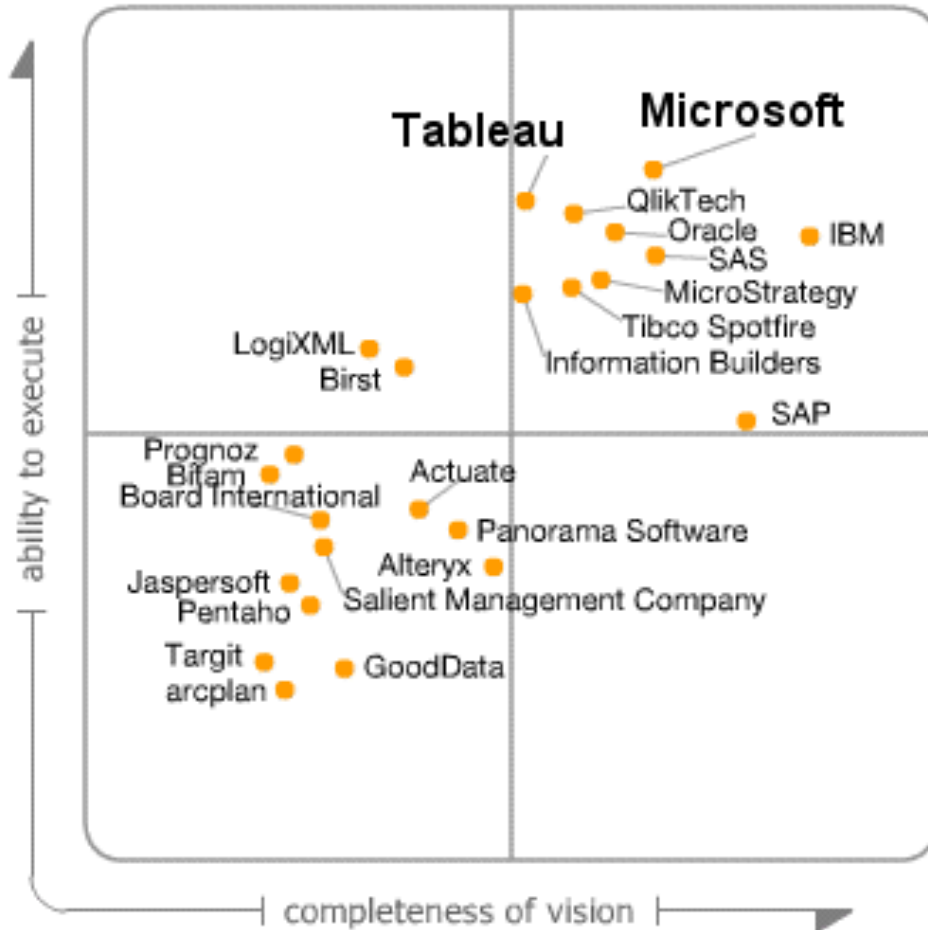 Microsoft
Tableau
QlikTech
Oracle
IBM
SAS
MicroStrategy
Tibco Spotfire
LogiXML
Information Builders
Birst
SAP
ability to execute
Prognoz
Bitam
Actuate
Board International
Panorama Software
Alteryx
Jaspersoft
Salient Management Company
Pentaho
Targit
GoodData
arcplan
completeness of vision